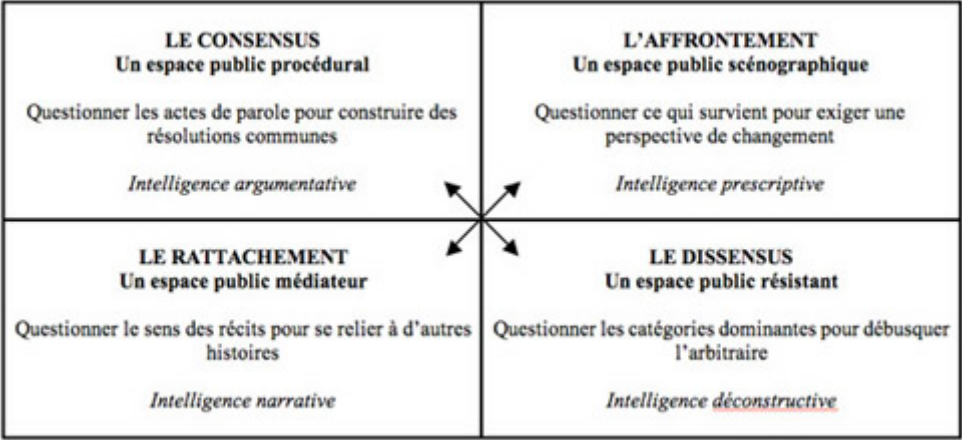 LE CONSENSUS
Un espace public procédural
Questionner les actes de parole pour construire des
résolutions communes
Intelligence argumentative
L’AFFRONTEMENT
Un espace public scénographique
Questionner ce qui survient pour exiger une
perspective de changement
Intelligence prescriptive
LE RATTACHEMENT
Un espace public médiateur
Questionner le sens des récits pour se relier à d’autres
histoires
Intelligence narrative
LE DISSENSUS
Un espace public résistant
Questionner les catégories dominantes pour débusquer
l’arbitraire
Intelligence déconstructive